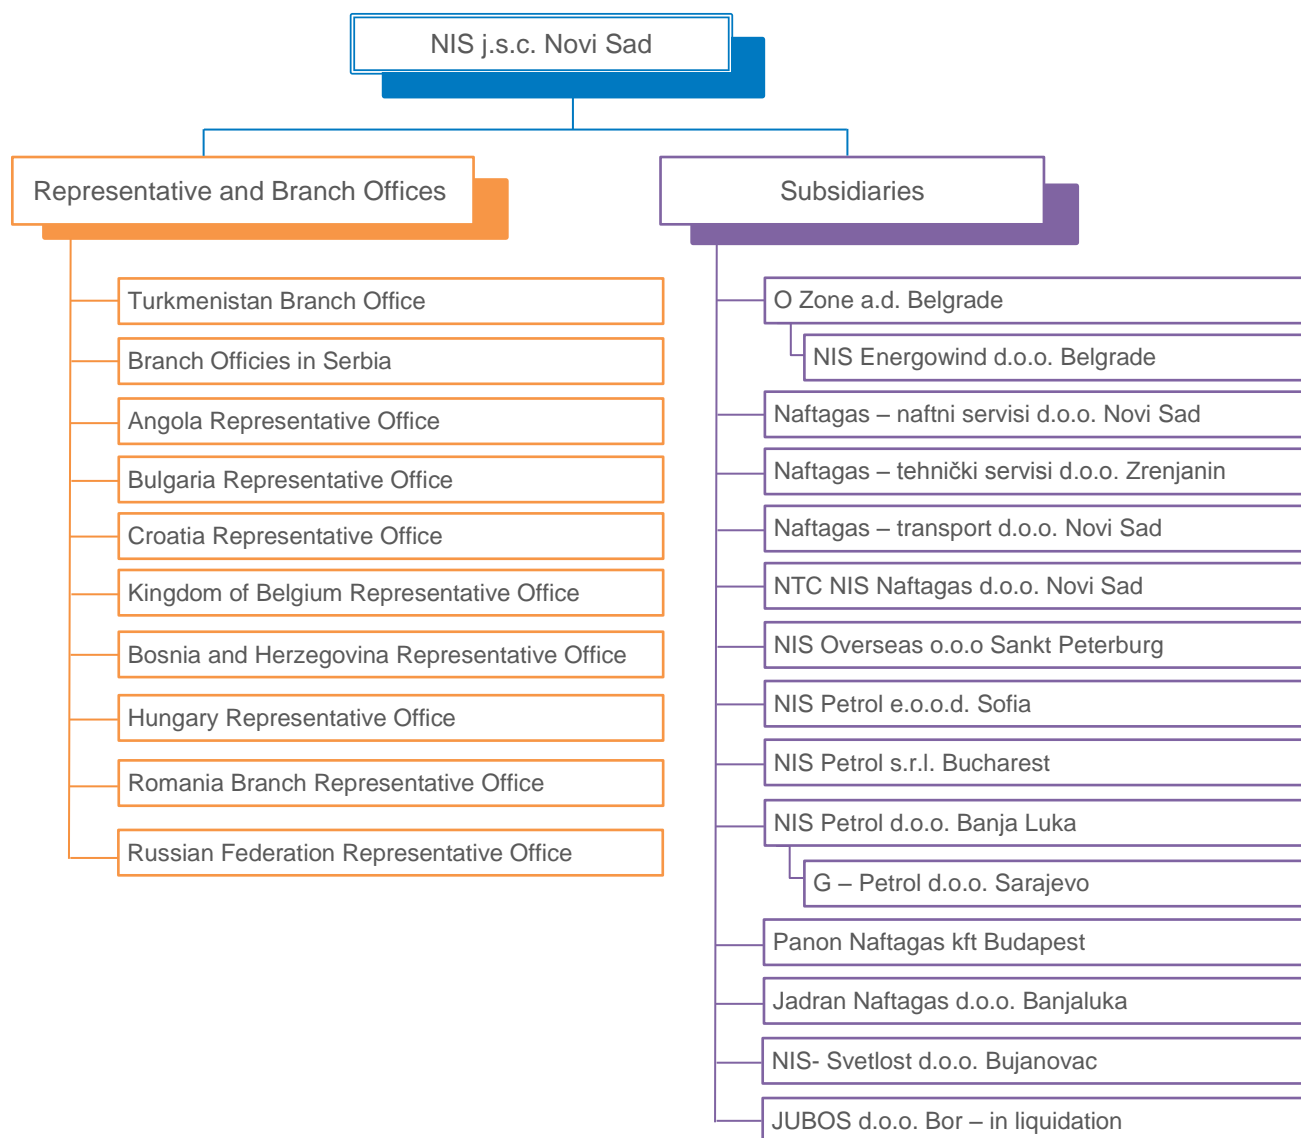 NIS j.s.c. Novi Sad
Representative and Branch Offices
Turkmenistan Branch Office
Branch Officies in Serbia
Angola Representative Office
Bulgaria Representative Office
Croatia Representative Office
Kingdom of Belgium Representative Office
Bosnia and Herzegovina Representative Office
Hungary Representative Office
Romania Branch Representative Office
Russian Federation Representative Office
Subsidiaries
O Zone a.d. Belgrade
NIS Energowind d.o.o. Belgrade
Naftagas – naftni servisi d.o.o. Novi Sad
Naftagas – tehnički servisi d.o.o. Zrenjanin
Naftagas – transport d.o.o. Novi Sad
NTC NIS Naftagas d.o.o. Novi Sad
NIS Overseas o.o.o Sankt Peterburg
NIS Petrol e.o.o.d. Sofia
NIS Petrol s.r.l. Bucharest
NIS Petrol d.o.o. Banja Luka
G – Petrol d.o.o. Sarajevo
Panon Naftagas kft Budapest
Jadran Naftagas d.o.o. Banjaluka
NIS- Svetlost d.o.o. Bujanovac
JUBOS d.o.o. Bor – in liquidation